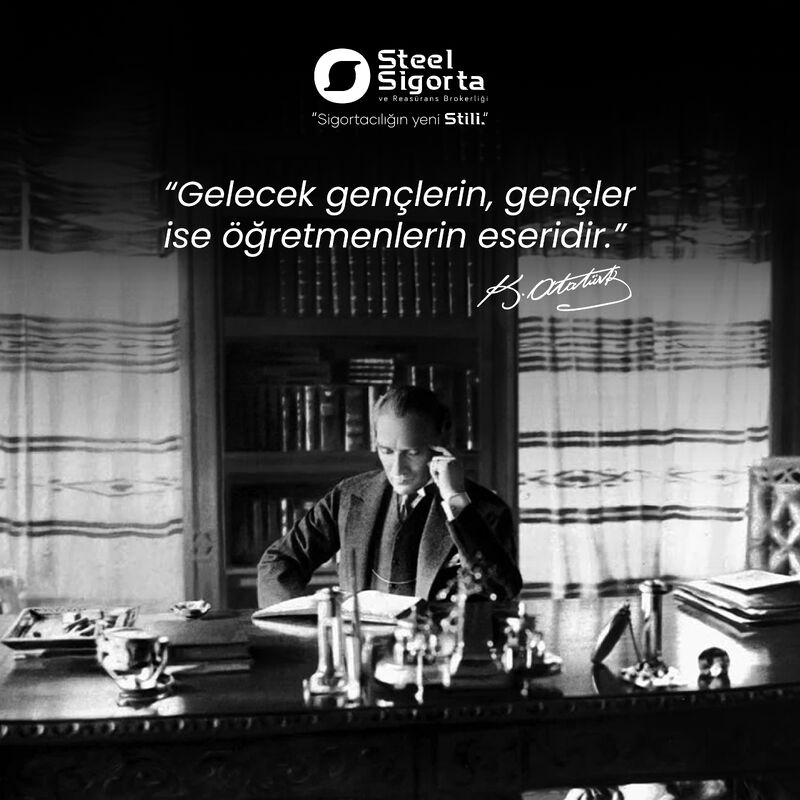 Steel
Sigorta
ve Reasürans Brokerliği
"Sigortacılığın yeni Stili."
“Gelecek gençlerin, gençler
ise öğretmenlerin eseridir.”
K. Atatürk